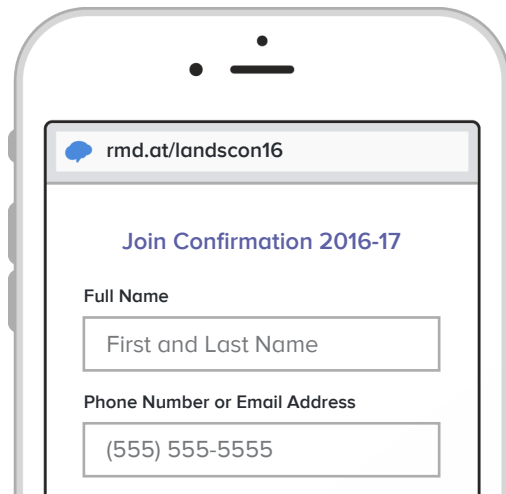 rmd.at/landscon16
Join Confirmation 2016-17
Full Name
First and Last Name
Phone Number or Email Address
(555) 555-5555